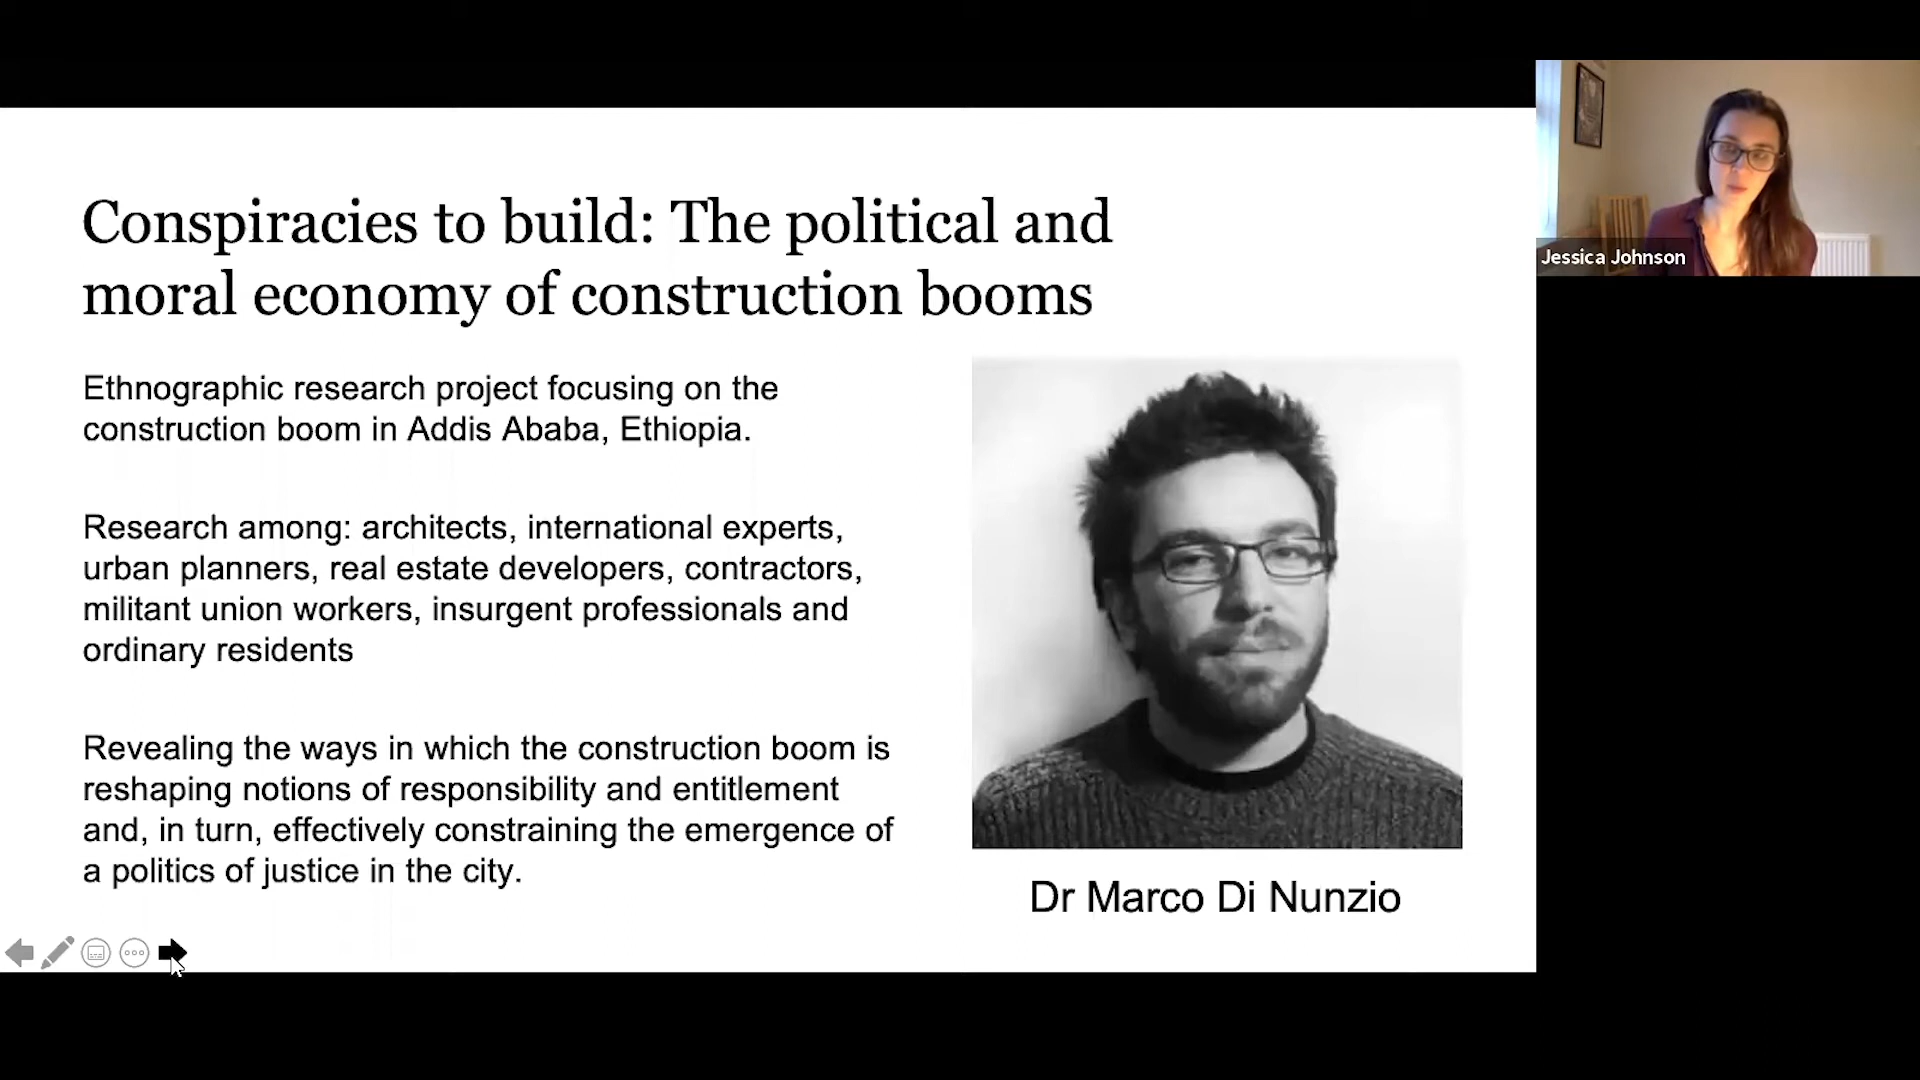 Conspiracies to build: The political and
moral economy of construction booms
Ethnographic research project focusing on the
construction boom in Addis Ababa, Ethiopia.
Research among: architects, international experts,
urban planners, real estate developers, contractors,
militant union workers, insurgent professionals and
ordinary residents
Revealing the ways in which the construction boom is
reshaping notions of responsibility and entitlement
and, in turn, effectively constraining the emergence of
a politics of justice in the city.
Dr Marco Di Nunzio
Jessica Johnson